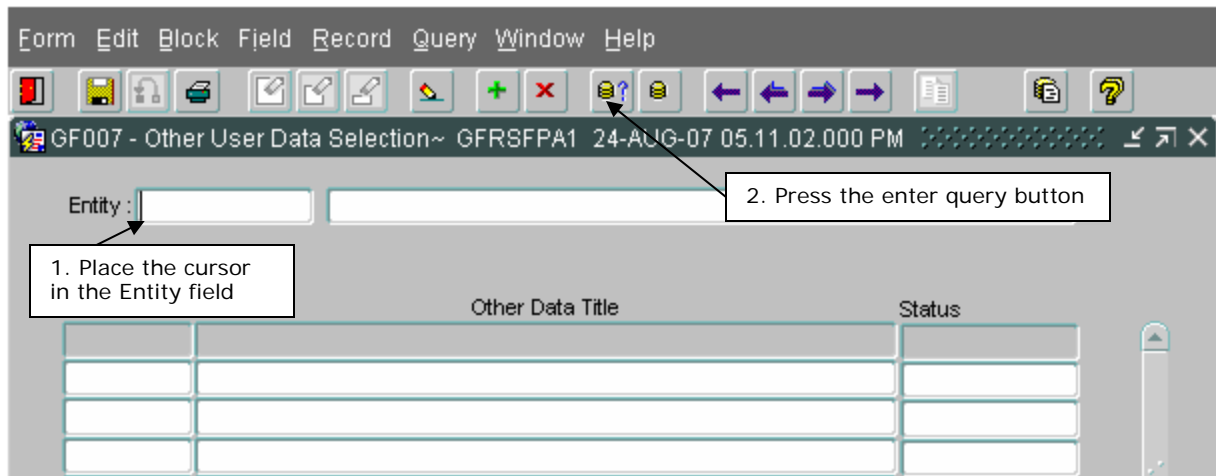 Form Edit Block Field Record Query Window Help
GF007 - Other User Data Selection~ GFRSFPA1 24-AUG-07 05.11.02.000 PM
Entity :
2. Press the enter query button
1. Place the cursor
in the Entity field
Other Data Title Status